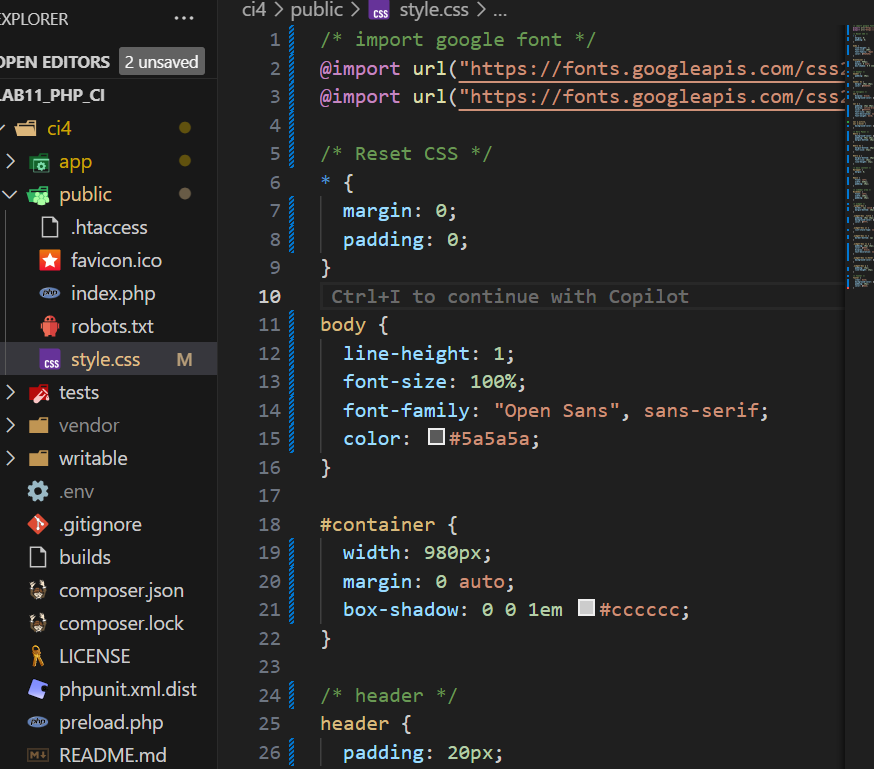 EXPLORER ...
OPEN EDITORS 2 unsaved
LAB11_PHP_CI
ci4
app
public
.htaccess
favicon.ico
php index.php
robots.txt
css style.css M
tests
vendor
writable
.env
.gitignore
builds
composer.json
composer.lock
LICENSE
phpunit.xml.dist
php preload.php
M↓ README.md
ci4 > public > css style.css > ...
1 /* import google font */
2 @import url("https://fonts.googleapis.com/css2
3 @import url("https://fonts.googleapis.com/css2
4
5 /* Reset CSS */
6 * {
7 margin: 0;
8 padding: 0;
9 }
10 Ctrl+I to continue with Copilot
11 body {
12 line-height: 1;
13 font-size: 100%;
14 font-family: "Open Sans", sans-serif;
15 color: #5a5a5a;
16 }
17
18 #container {
19 width: 980px;
20 margin: 0 auto;
21 box-shadow: 0 0 1em #cccccc;
22 }
23
24 /* header */
25 header {
26 padding: 20px;